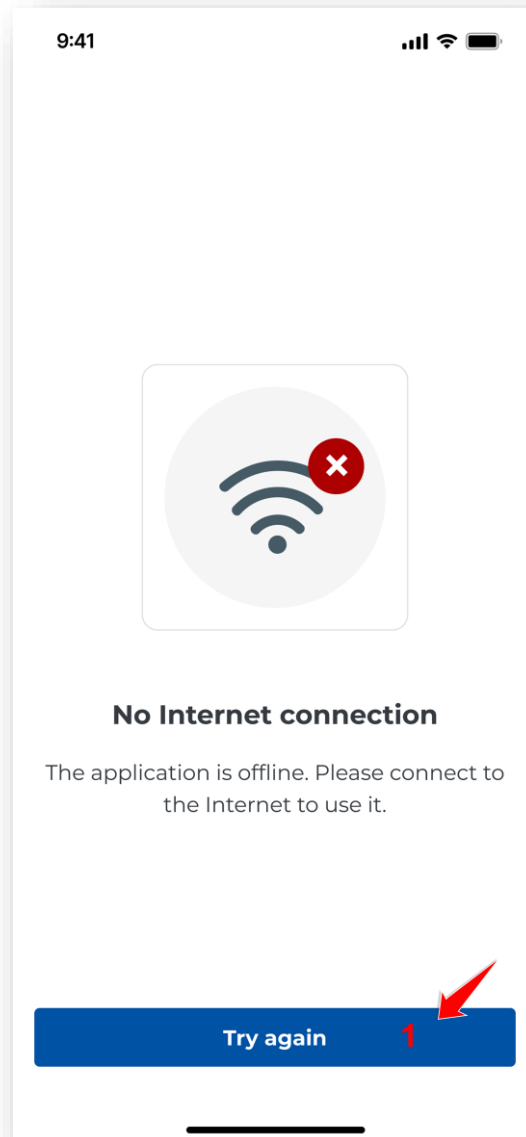 9:41
No Internet connection
The application is offline. Please connect to
the Internet to use it.
Try again 1